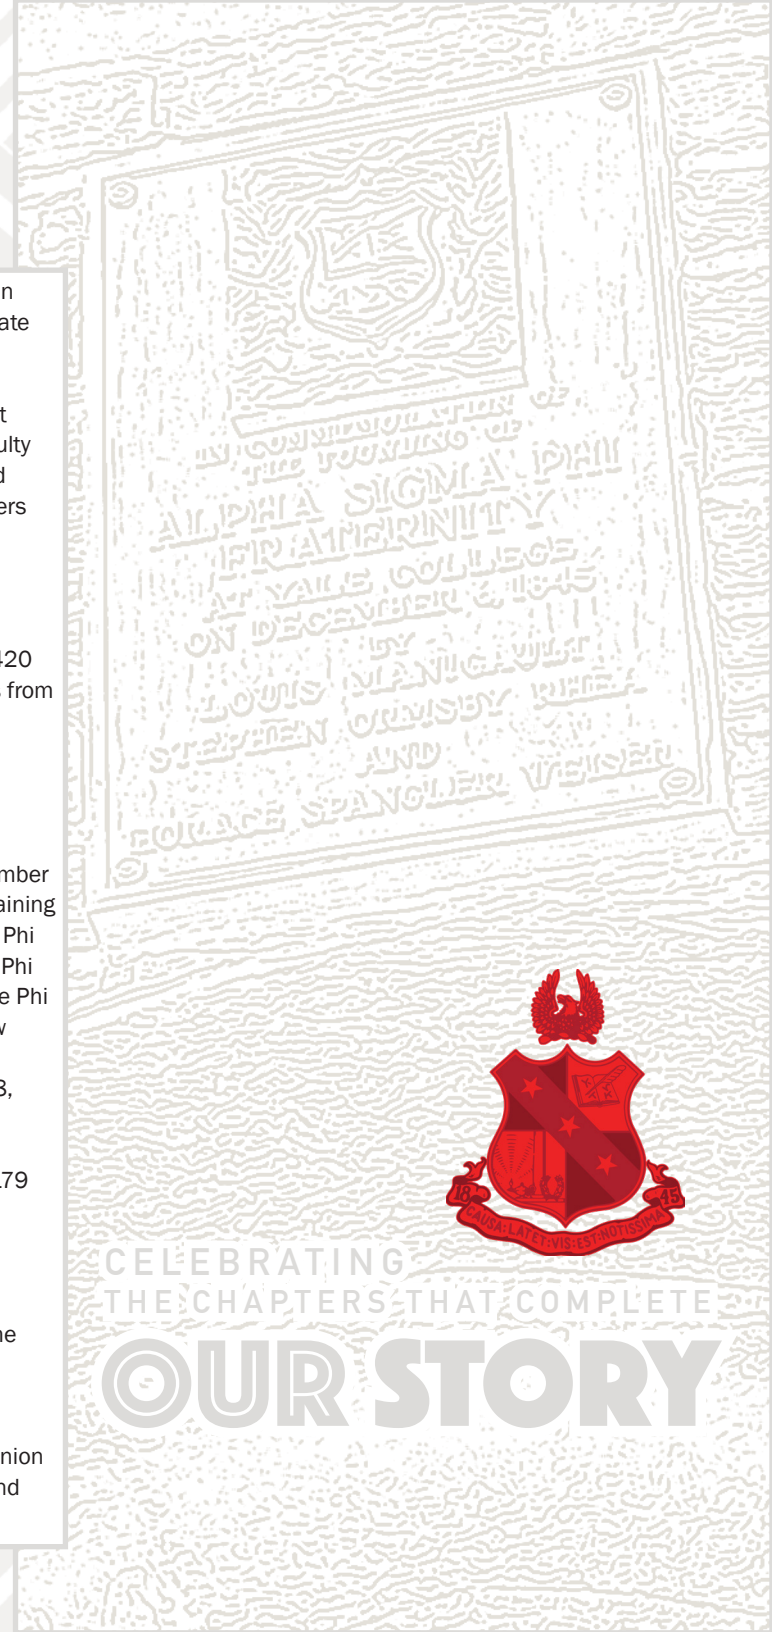 n
ate
t
ulty
d
ers
420
from
mber
aining
Phi
Phi
e Phi
w
3,
179
he
nion
nd
IN COMMEMORATION OF
THE FOUNDING OF
ALPHA SIGMA PHI
FRATERNITY
AT YALE COLLEGE
ON DECEMBER 6, 1845
BY
LOUIS MANIGAULT
STEPHEN ORMSBY RHEA
AND
HORACE SPANGLER WEISER
18 45
CAUSA:LATET:VIS:EST:NOTISSIMA
CELEBRATING
THE CHAPTERS THAT COMPLETE
OUR STORY